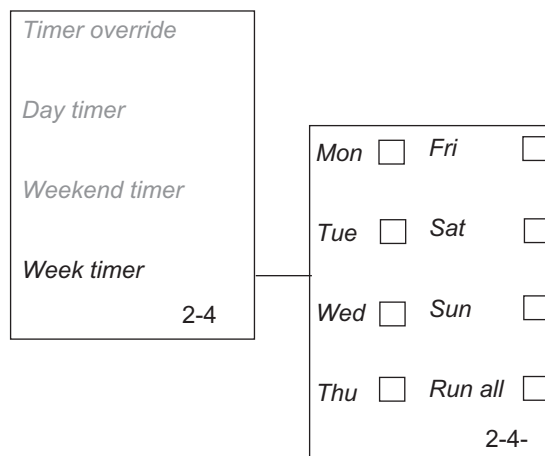 Timer override
Day timer
Weekend timer
Week timer
2-4
Mon Fri
Tue Sat
Wed Sun
Thu Run all
2-4-